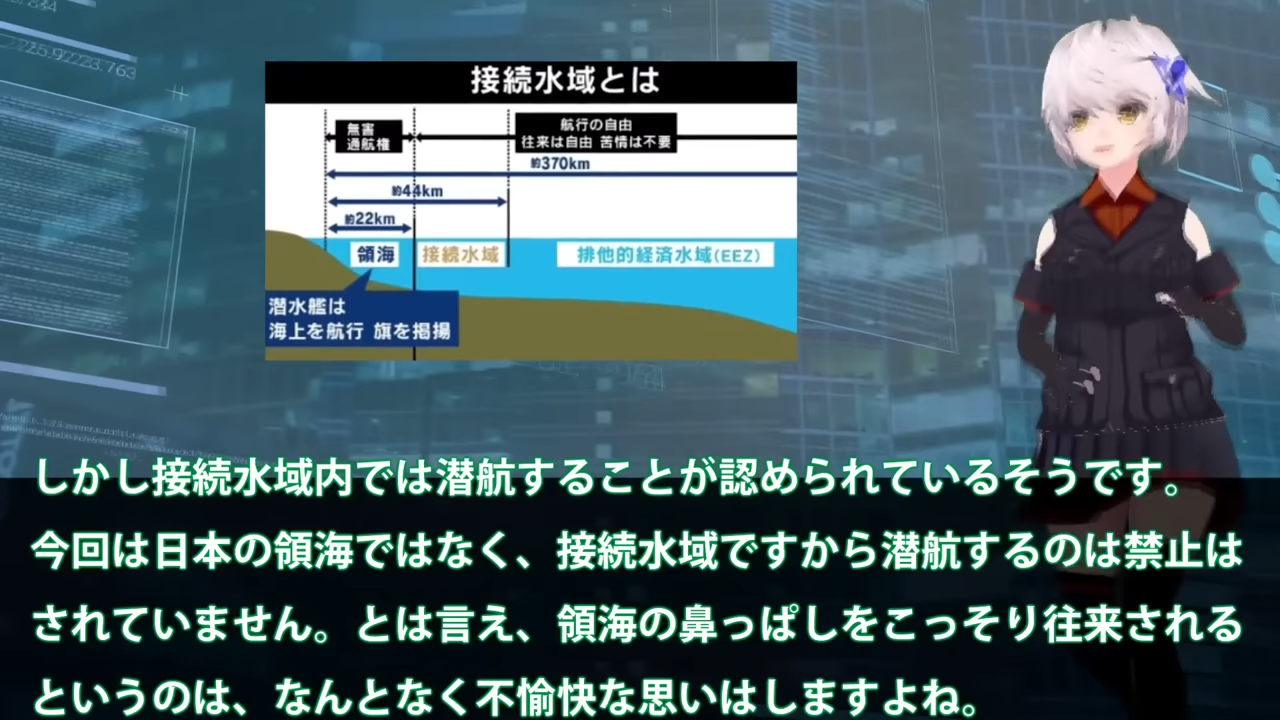 25.92223.763
接続水域とは
無害
通航権
航行の自由
往来は自由 苦情は不要
約370km
約44km
約22km
領海
接続水域
排他的経済水域(EEZ)
潜水艦は
海上を航行 旗を掲揚
しかし接続水域内では潜航することが認められているそうです。
今回は日本の領海ではなく、接続水域ですから潜航するのは禁止は
されていません。とは言え、領海の鼻っぱしをこっそり往来される
というのは、なんとなく不愉快な思いはしますよね。